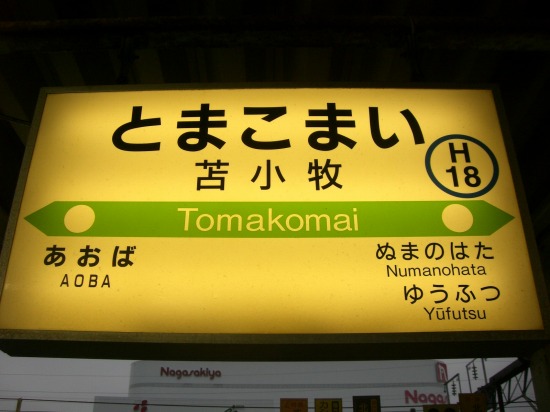 とまこまい
苫小牧
H
18
Tomakomai
あおば
AOBA
ぬまのはた
Numanohata
ゆうふつ
Yūfutsu
Nagasakiya